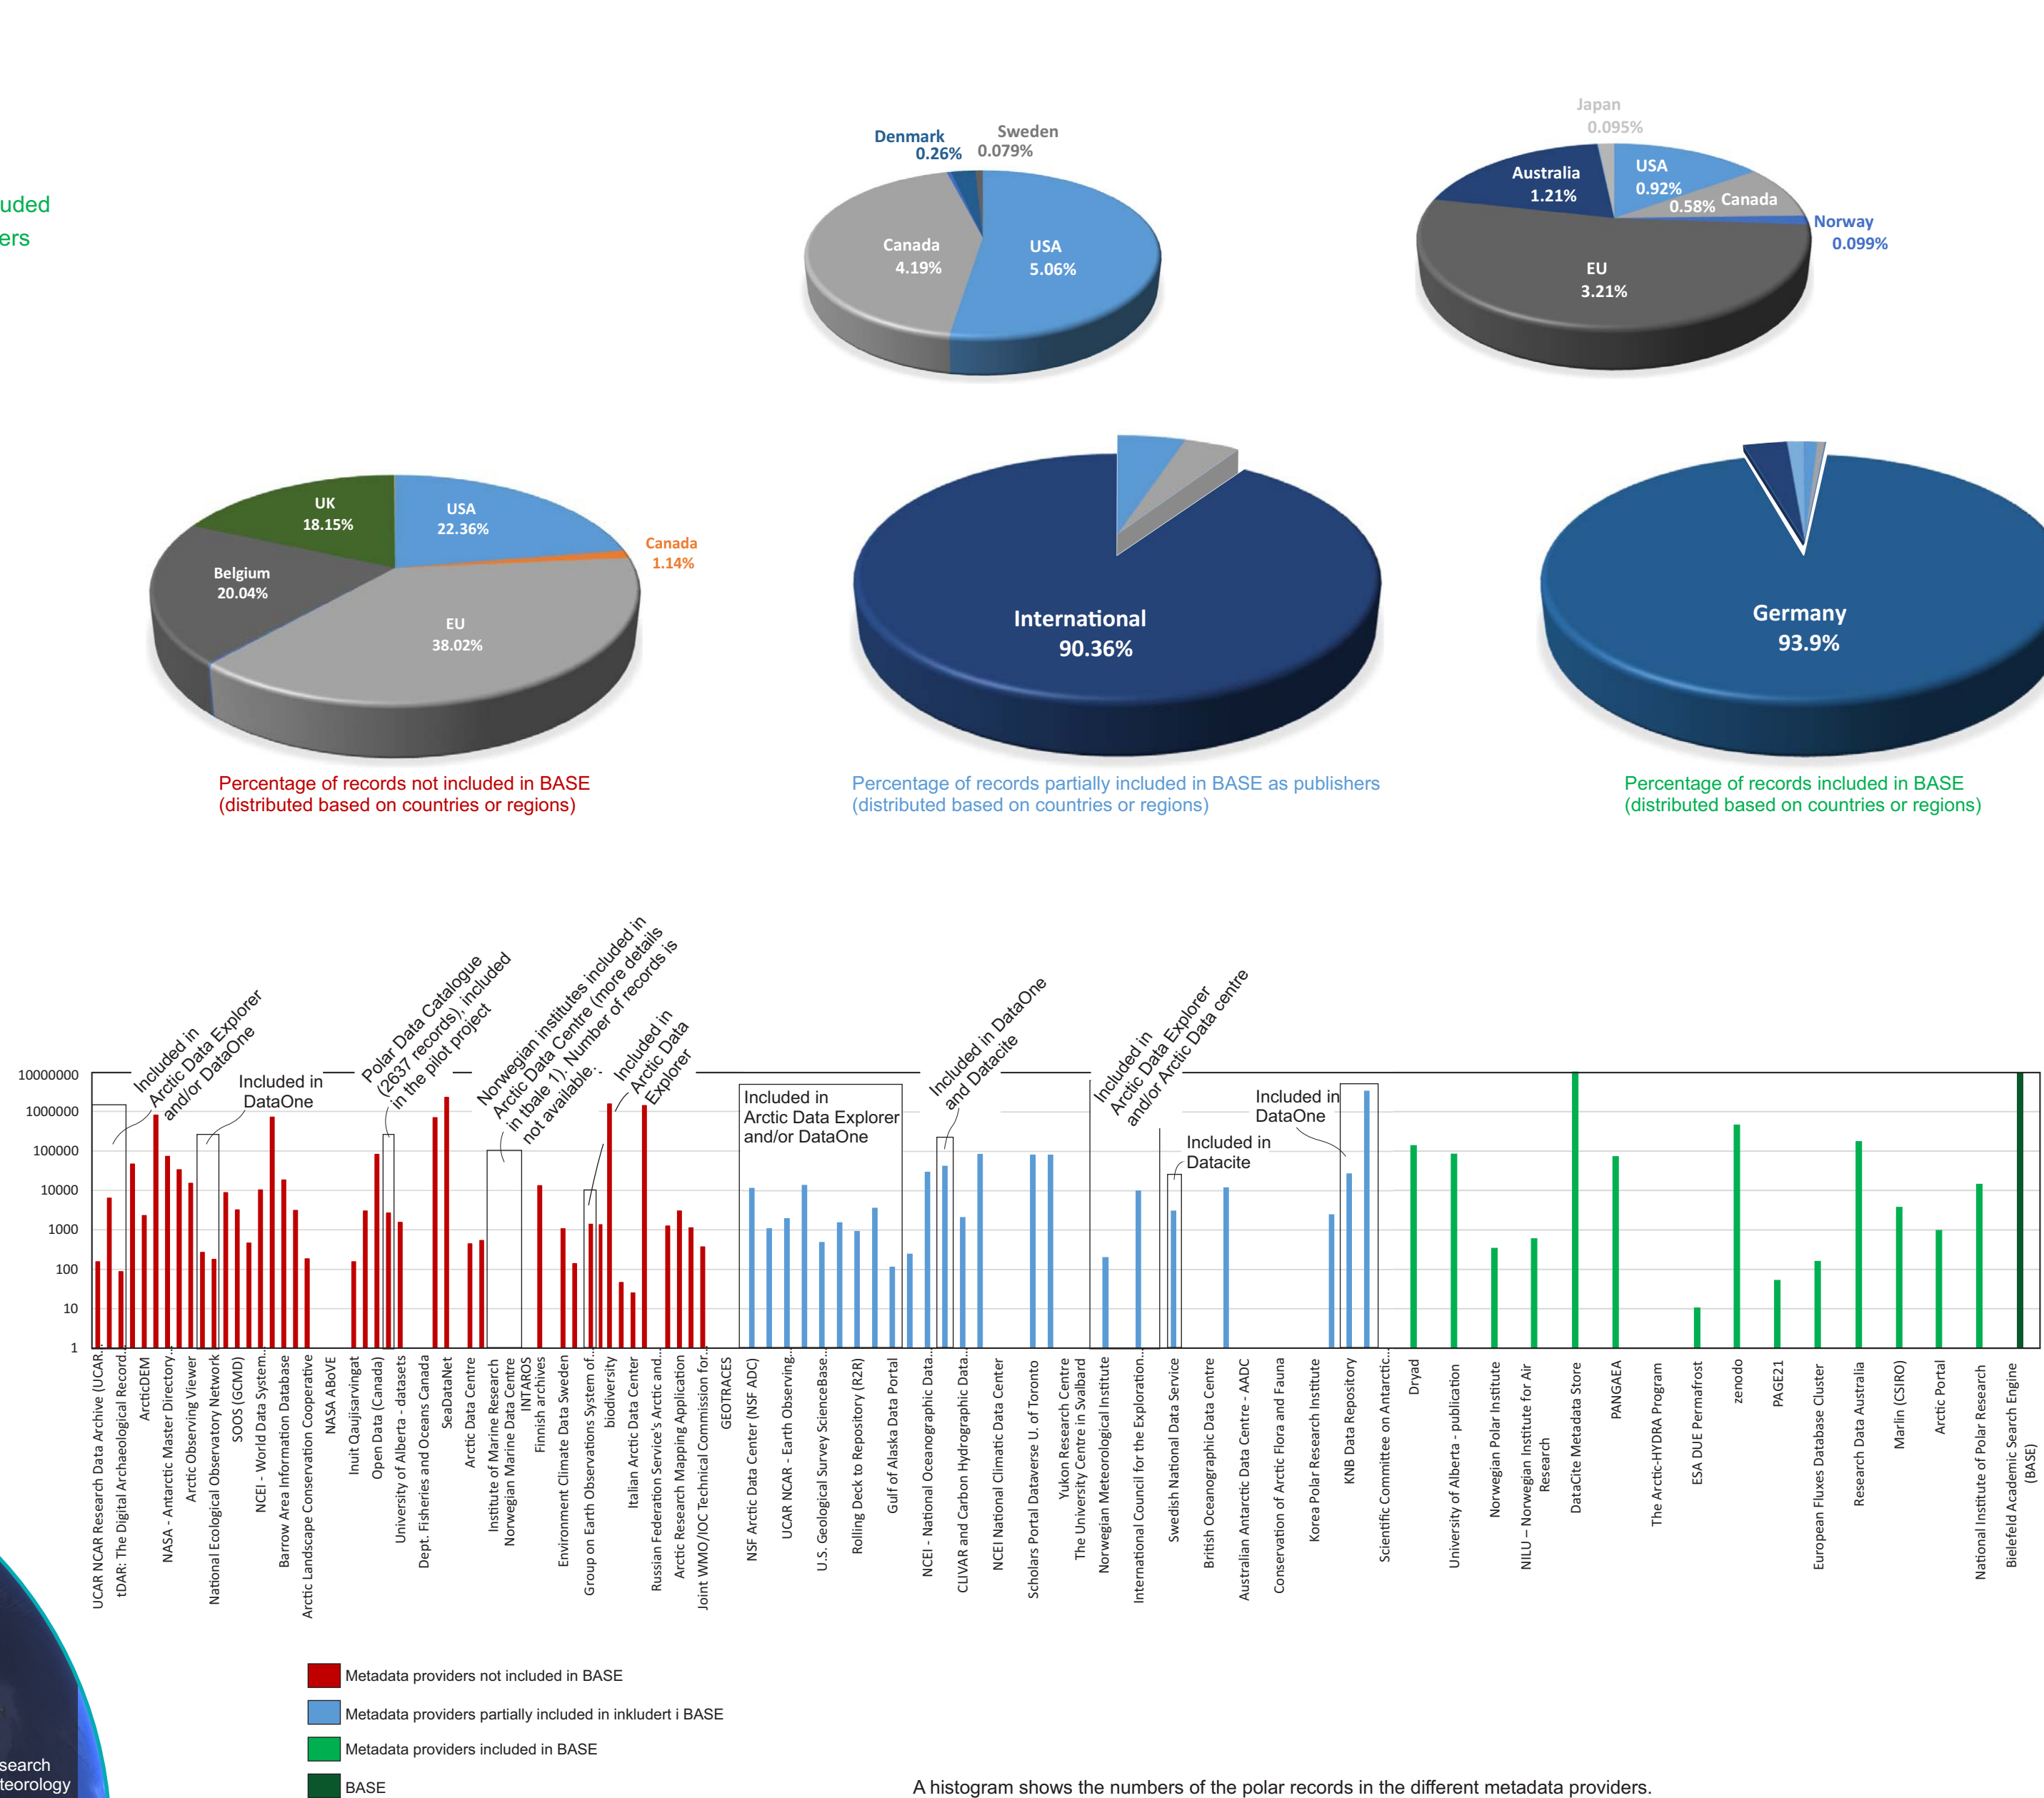 luded
ers
Denmark
0.26%
Sweden
0.079%
Canada
4.19%
USA
5.06%
Japan
0.095%
Australia
1.21%
USA
0.92%
0.58% Canada
Norway
0.099%
EU
3.21%
UK
18.15%
USA
22.36%
Canada
1.14%
Belgium
20.04%
EU
38.02%
International
90.36%
Germany
93.9%
Percentage of records not included in BASE
(distributed based on countries or regions)
Percentage of records partially included in BASE as publishers
(distributed based on countries or regions)
Percentage of records included in BASE
(distributed based on countries or regions)
Included in
Arctic Data Explorer
and/or DataOne
Included in
DataOne
Polar Data Catalogue
(2637 records), included
in the pilot project
Norwegian institutes included in
Arctic Data Centre (more details
in tbale 1). Number of records is
not available.
Included in
Arctic Data
Explorer
Included in
Arctic Data Explorer
and/or DataOne
Included in DataOne
and Datacite
Included in
Arctic Data Explorer
and/or Arctic Data centre
Included in
Datacite
Included in
DataOne
10000000
1000000
100000
10000
1000
100
10
1
UCAR NCAR Research Data Archive (UCAR...
tDAR: The Digital Archaeological Record...
ArcticDEM
NASA - Antarctic Master Directory...
Arctic Observing Viewer
National Ecological Observatory Network
SOOS (GCMD)
NCEI - World Data System...
Barrow Area Information Database
Arctic Landscape Conservation Cooperative
NASA ABoVE
Inuit Qaujisarvingat
Open Data (Canada)
University of Alberta - datasets
Dept. Fisheries and Oceans Canada
SeaDataNet
Arctic Data Centre
Institute of Marine Research
Norwegian Marine Data Centre
INTAROS
Finnish archives
Environment Climate Data Sweden
Group on Earth Observations System of...
biodiversity
Italian Arctic Data Center
Russian Federation Service's Arctic and...
Arctic Research Mapping Application
Joint WMO/IOC Technical Commission for...
GEOTRACES
NSF Arctic Data Center (NSF ADC)
UCAR NCAR - Earth Observing...
U.S. Geological Survey ScienceBase...
Rolling Deck to Repository (R2R)
Gulf of Alaska Data Portal
NCEI - National Oceanographic Data...
CLIVAR and Carbon Hydrographic Data...
NCEI National Climatic Data Center
Scholars Portal Dataverse U. of Toronto
Yukon Research Centre
The University Centre in Svalbard
Norwegian Meteorological Institute
International Council for the Exploration...
Swedish National Data Service
British Oceanographic Data Centre
Australian Antarctic Data Centre - AADC
Conservation of Arctic Flora and Fauna
Korea Polar Research Institute
KNB Data Repository
Scientific Committee on Antarctic...
Dryad
University of Alberta - publication
Norwegian Polar Institute
NILU – Norwegian Institute for Air
Research
DataCite Metadata Store
PANGAEA
The Arctic-HYDRA Program
ESA DUE Permafrost
zenodo
PAGE21
European Fluxes Database Cluster
Research Data Australia
Marlin (CSIRO)
Arctic Portal
National Institute of Polar Research
Bielefeld Academic Search Engine
(BASE)
Metadata providers not included in BASE
Metadata providers partially included in inkludert i BASE
Metadata providers included in BASE
BASE
search
teorology
A histogram shows the numbers of the polar records in the different metadata providers.